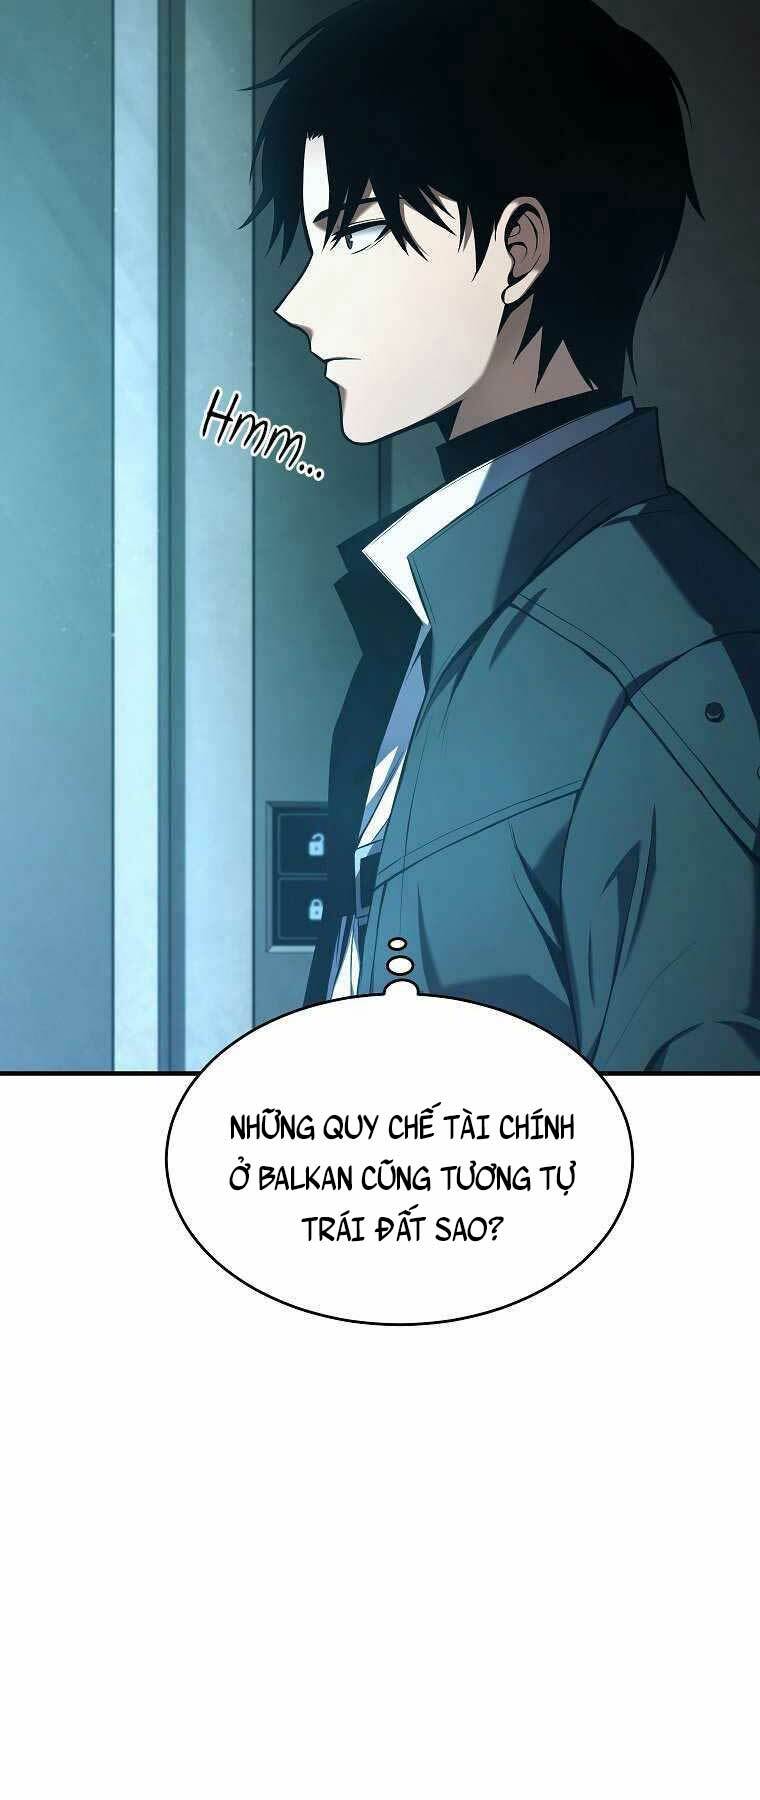 Hmm...
NHỮNG QUY CHẾ TÀI CHÍNH
Ở BALKAN CŨNG TƯƠNG TỰ
TRÁI ĐẤT SAO?